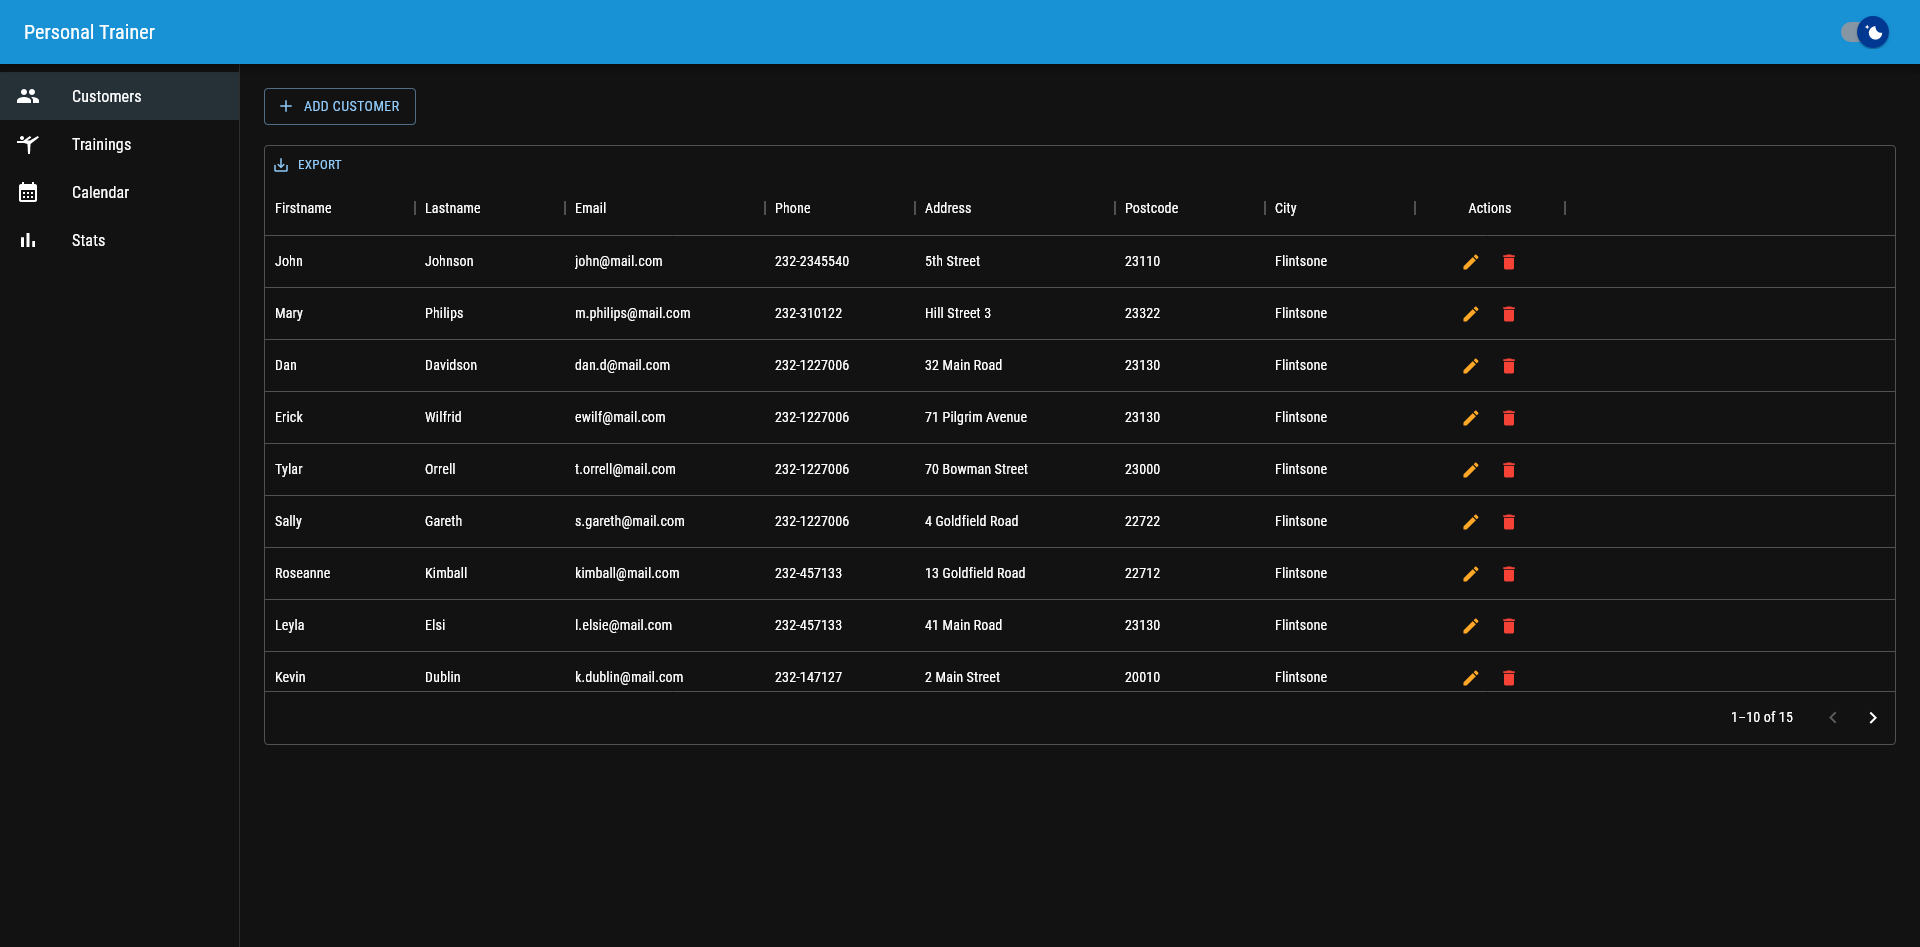 Personal Trainer
Customers
Trainings
Calendar
Stats
ADD CUSTOMER
EXPORT
Firstname Lastname Email Phone Address Postcode City Actions
John Johnson john@mail.com 232-2345540 5th Street 23110 Flintsone
Mary Philips m.philips@mail.com 232-310122 Hill Street 3 23322 Flintsone
Dan Davidson dan.d@mail.com 232-1227006 32 Main Road 23130 Flintsone
Erick Wilfrid ewilf@mail.com 232-1227006 71 Pilgrim Avenue 23130 Flintsone
Tylar Orrell t.orrell@mail.com 232-1227006 70 Bowman Street 23000 Flintsone
Sally Gareth s.gareth@mail.com 232-1227006 4 Goldfield Road 22722 Flintsone
Roseanne Kimball kimball@mail.com 232-457133 13 Goldfield Road 22712 Flintsone
Leyla Elsi l.elsie@mail.com 232-457133 41 Main Road 23130 Flintsone
Kevin Dublin k.dublin@mail.com 232-147127 2 Main Street 20010 Flintsone
1–10 of 15